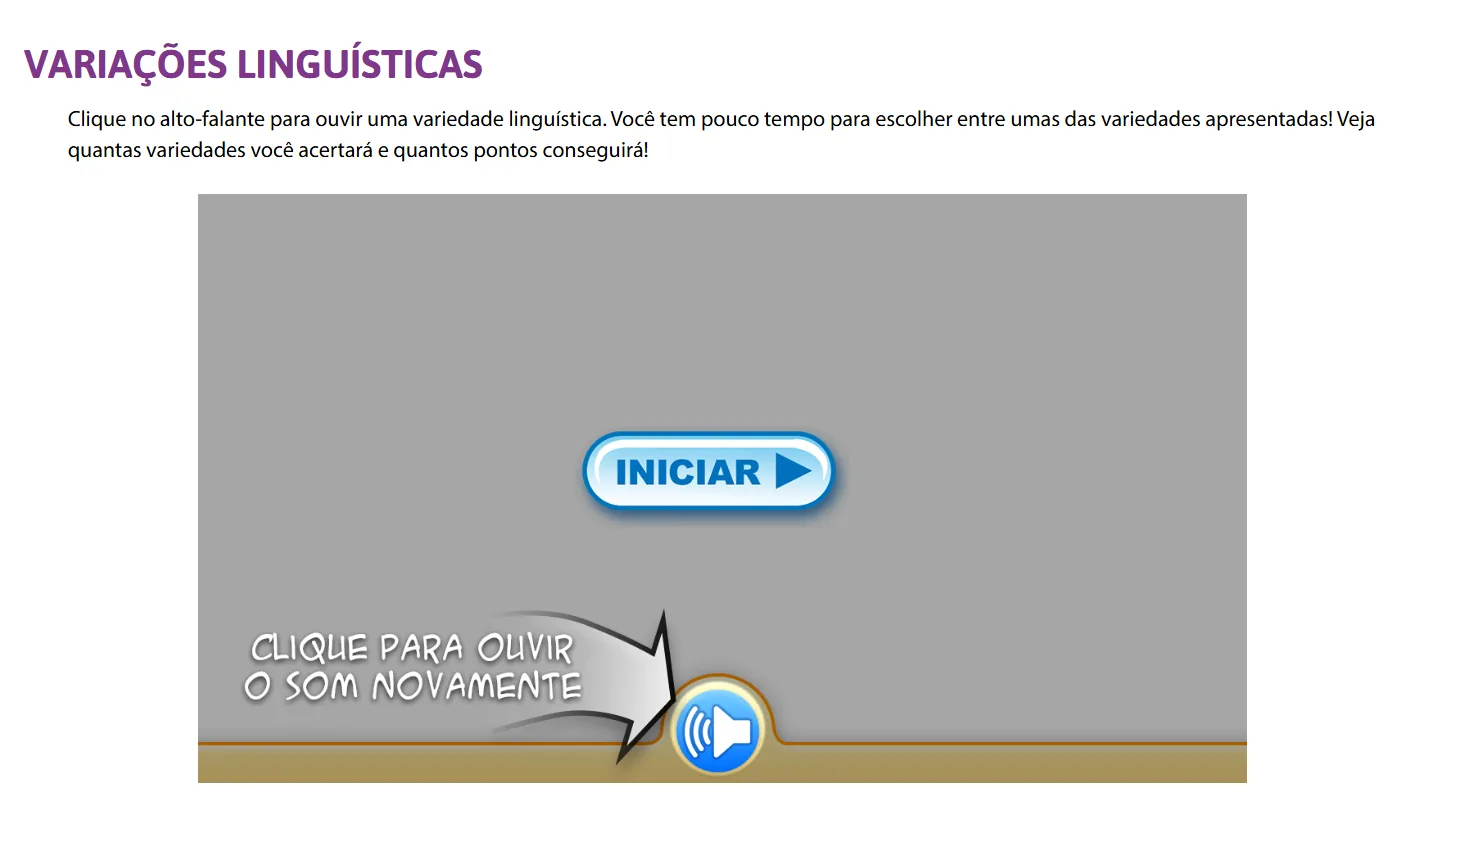 VARIAÇÕES LINGUÍSTICAS
Clique no alto-falante para ouvir uma variedade linguística. Você tem pouco tempo para escolher entre umas das variedades apresentadas! Veja
quantas variedades você acertará e quantos pontos conseguirá!
INICIAR
CLIQUE PARA OUVIR
O SOM NOVAMENTE